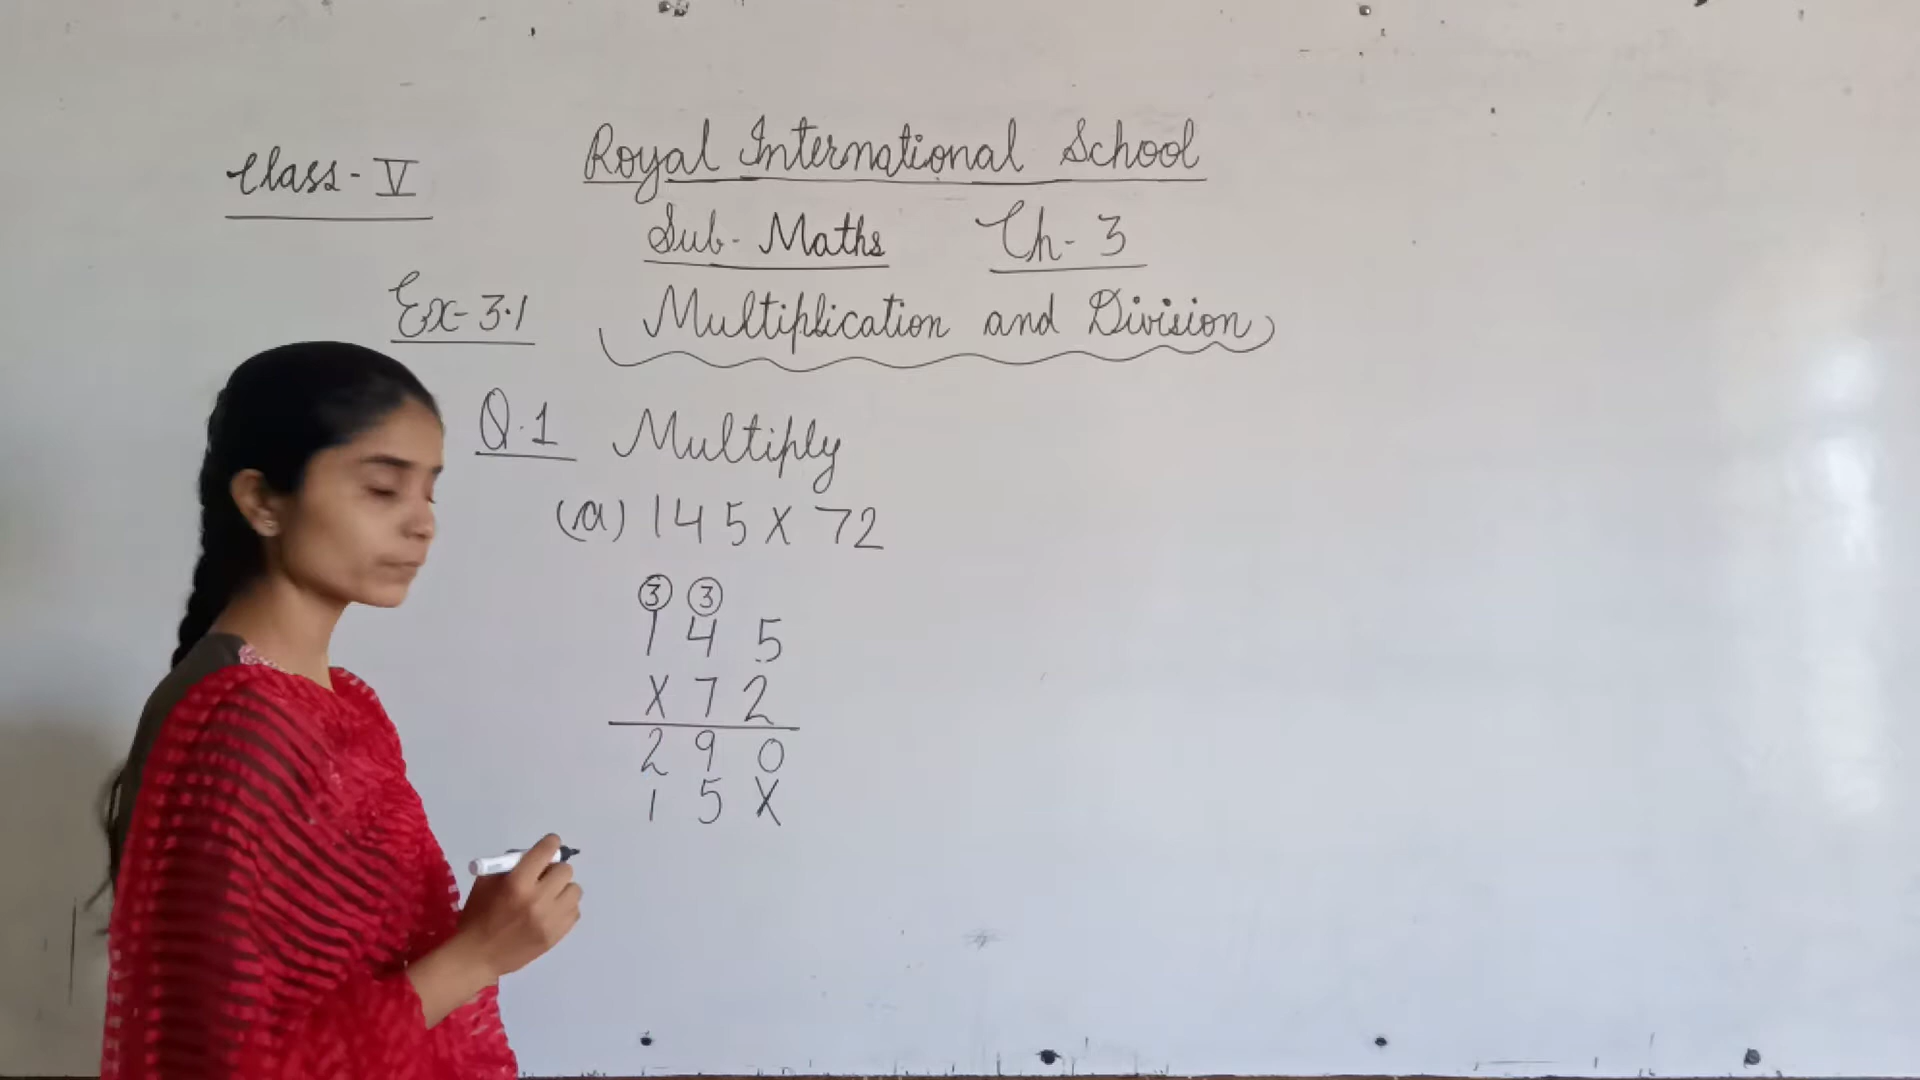 Class - V
Royal International School
Sub - Maths Ch - 3
Ex - 3.1 Multiplication and Division
Q.1 Multiply
(a) 145 X 72
3 3
1 4 5
X 7 2
2 9 0
1 5 X